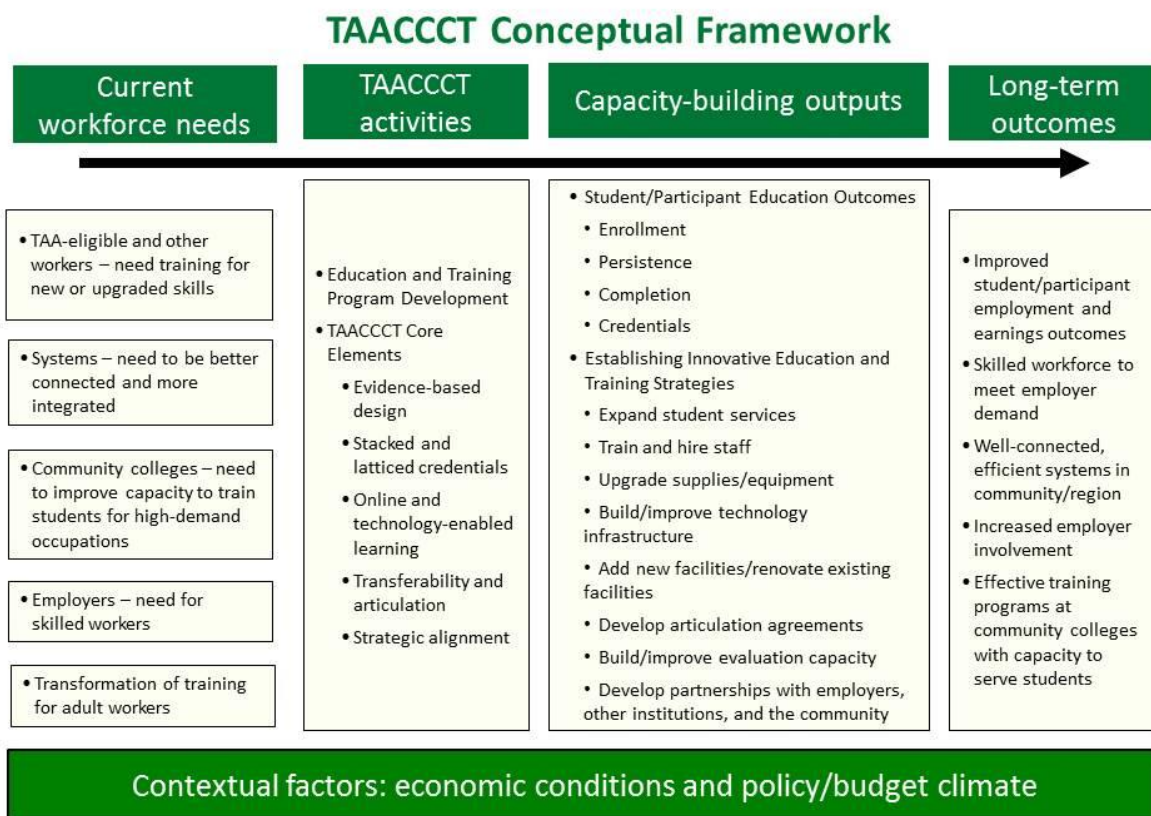 TAACCCT Conceptual Framework
Current
workforce needs
TAACCCT
activities
Capacity-building outputs
Long-term
outcomes
• TAA-eligible and other
workers – need training for
new or upgraded skills
• Systems – need to be better
connected and more
integrated
• Community colleges – need
to improve capacity to train
students for high-demand
occupations
• Employers – need for
skilled workers
• Transformation of training
for adult workers
• Education and Training
Program Development
• TAACCCT Core
Elements
• Evidence-based
design
• Stacked and
latticed credentials
• Online and
technology-enabled
learning
• Transferability and
articulation
• Strategic alignment
• Student/Participant Education Outcomes
• Enrollment
• Persistence
• Completion
• Credentials
• Establishing Innovative Education and
Training Strategies
• Expand student services
• Train and hire staff
• Upgrade supplies/equipment
• Build/improve technology
infrastructure
• Add new facilities/renovate existing
facilities
• Develop articulation agreements
• Build/improve evaluation capacity
• Develop partnerships with employers,
other institutions, and the community
• Improved
student/participant
employment and
earnings outcomes
• Skilled workforce to
meet employer
demand
• Well-connected,
efficient systems in
community/region
• Increased employer
involvement
• Effective training
programs at
community colleges
with capacity to
serve students
Contextual factors: economic conditions and policy/budget climate